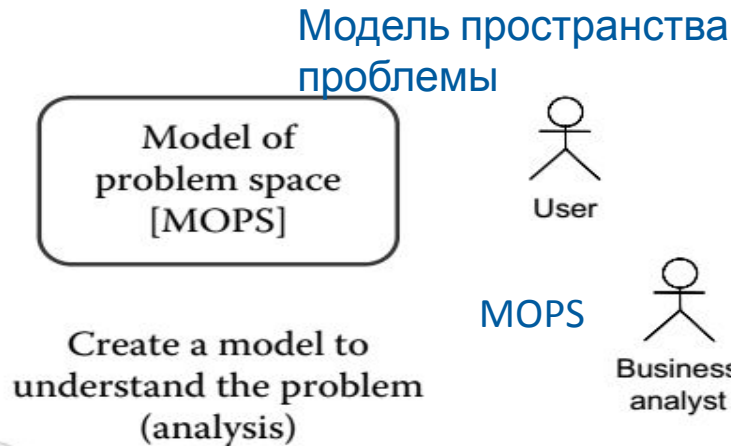 Модель пространства
проблемы
Model of
problem space
[MOPS]
User
MOPS
Create a model to
understand the problem
(analysis)
Business
analyst